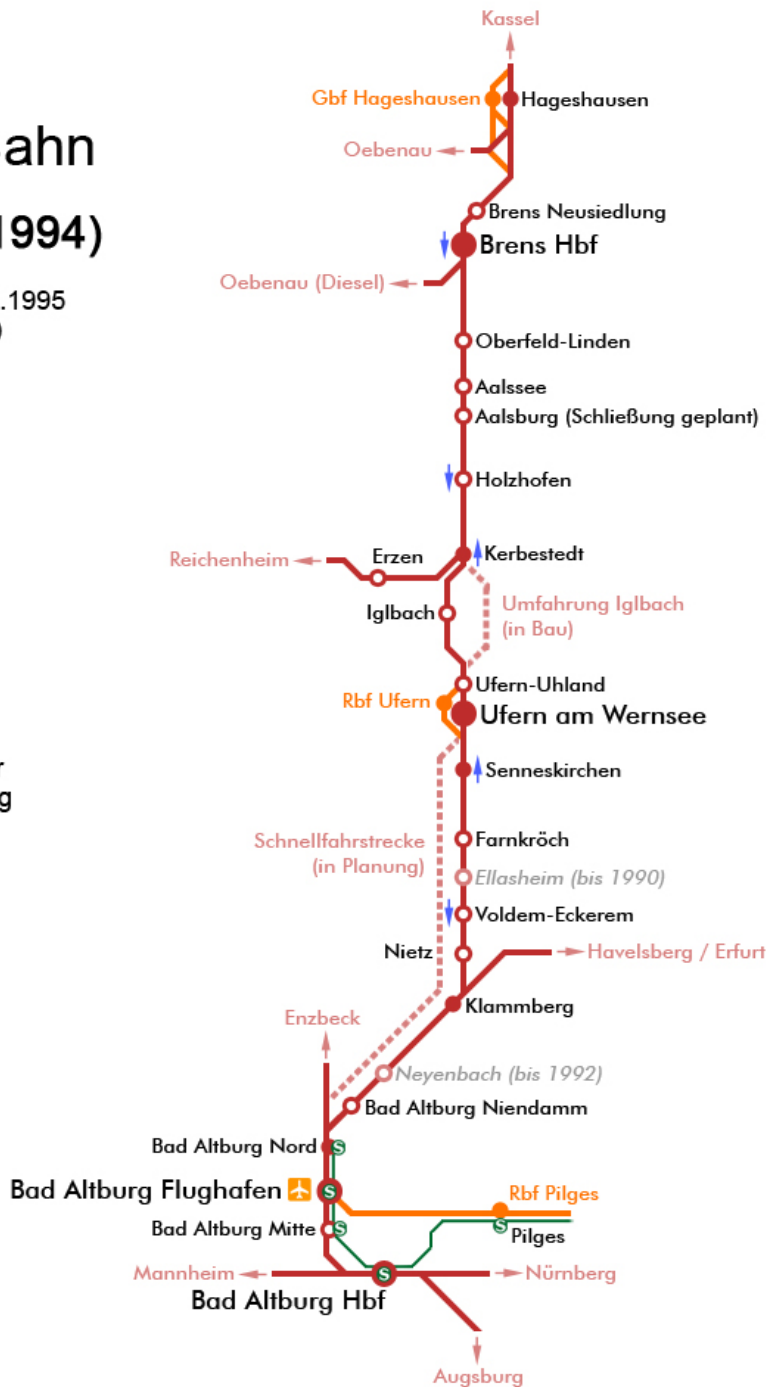 Kassel
Gbf Hageshausen
Hageshausen
Oebenau
Brens Neusiedlung
1994)
Brens Hbf
Oebenau (Diesel)
.1995
)
Oberfeld-Linden
Aalssee
Aalsburg (Schließung geplant)
Holzhofen
Reichenheim
Erzen
Kerbestedt
Iglbach
Umfahrung Iglbach
(in Bau)
Ufern-Uhland
Rbf Ufern
Ufern am Wernsee
Senneskirchen
Schnellfahrstrecke
(in Planung)
Farnkröch
Ellasheim (bis 1990)
Voldem-Eckerem
Nietz
Havelsberg / Erfurt
Klammberg
Enzbeck
Neyenbach (bis 1992)
Bad Altburg Niendamm
Bad Altburg Nord
S
Bad Altburg Flughafen
S
Rbf Pilges
Bad Altburg Mitte
S
S
Pilges
Mannheim
S
Nürnberg
Bad Altburg Hbf
Augsburg